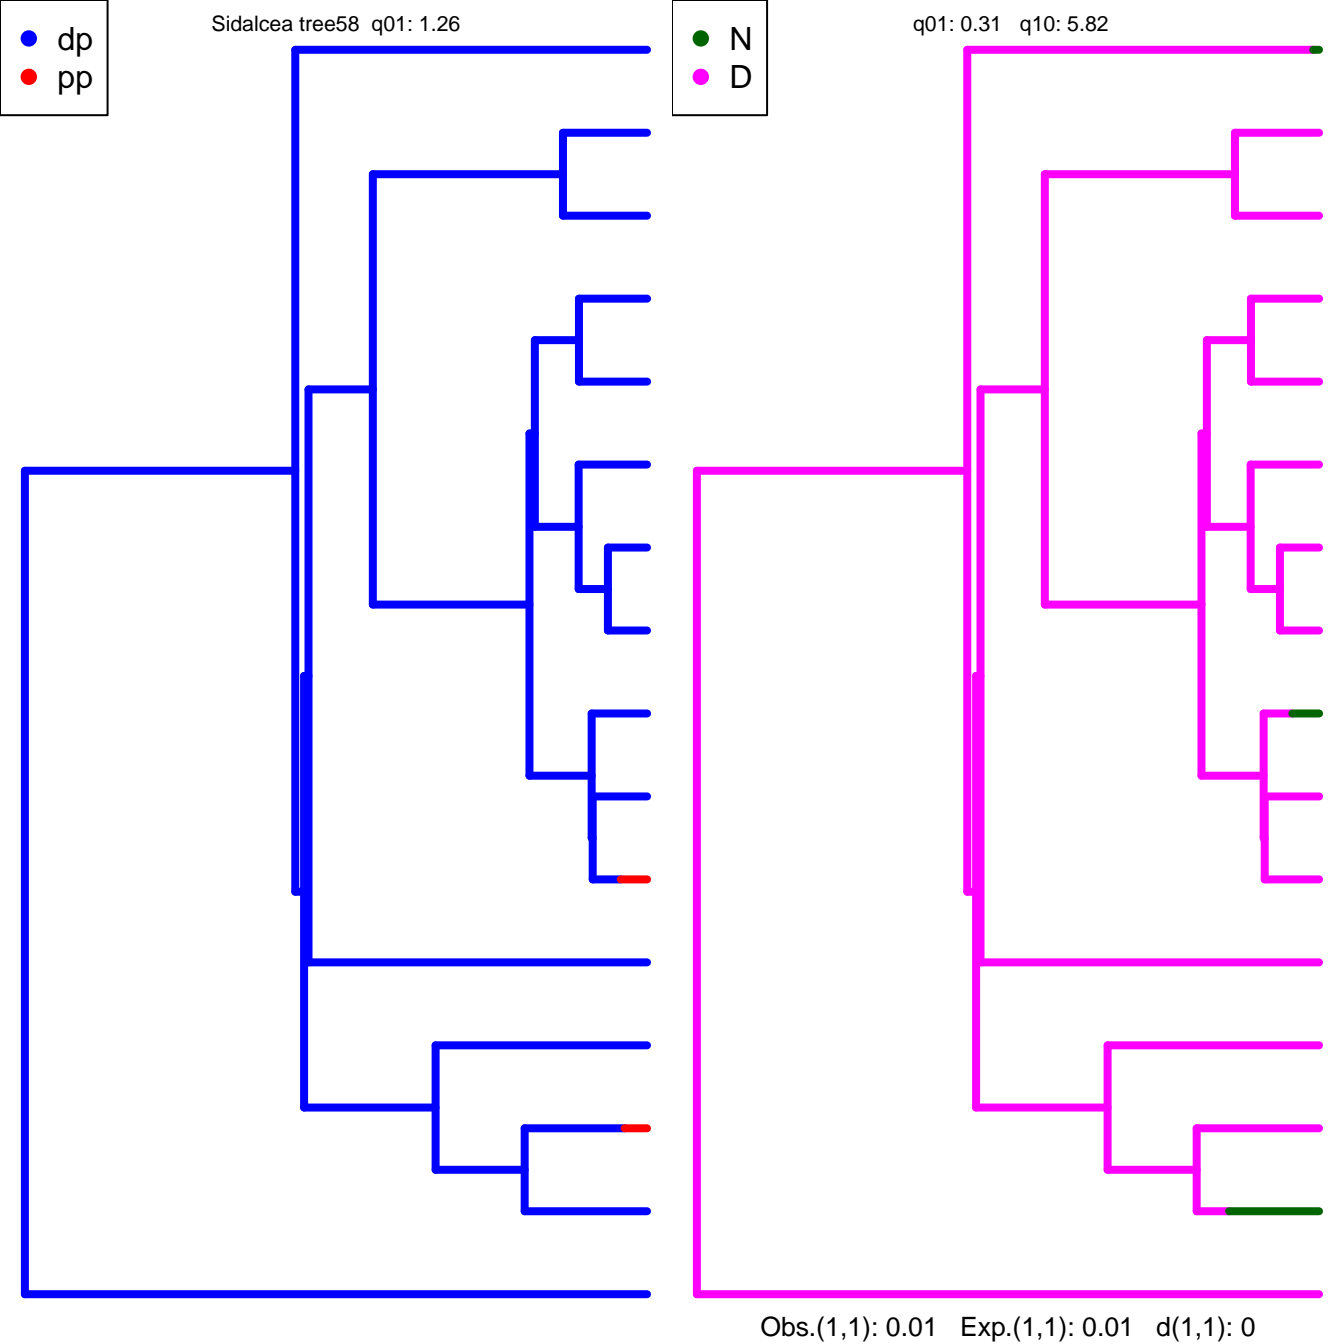 Sidalcea tree58 q01: 1.26
dp
pp
q01: 0.31 q10: 5.82
N
D
Obs.(1,1): 0.01 Exp.(1,1): 0.01 d(1,1): 0